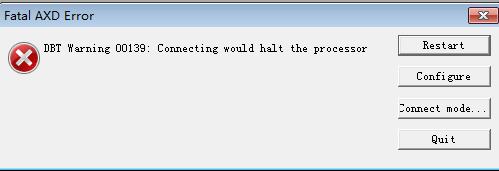 Fatal AXD Error
DBT Warning 00139: Connecting would halt the processor
Restart
Configure
Connect mode...
Quit